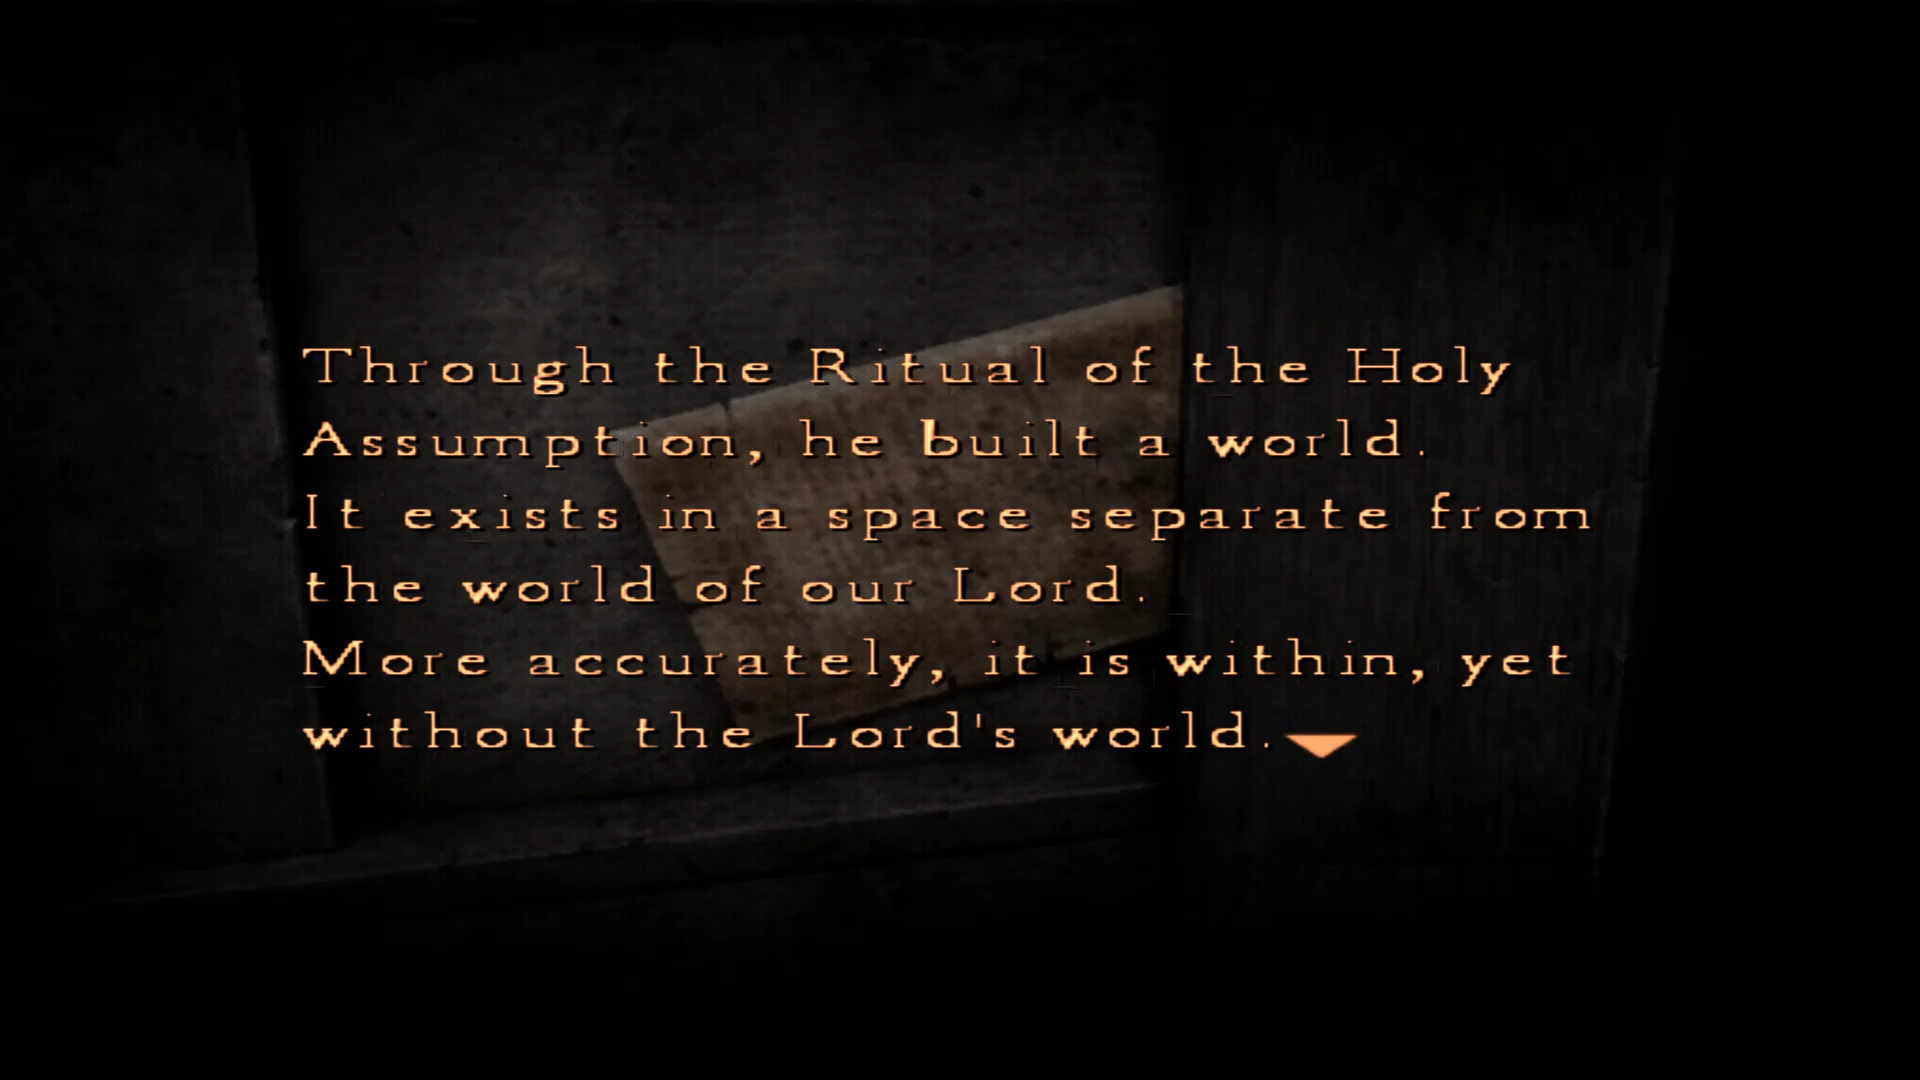 Through the Ritual of the Holy
Assumption, he built a world.
It exists in a space separate from
the world of our Lord.
More accurately, it is within, yet
without the Lord's world.